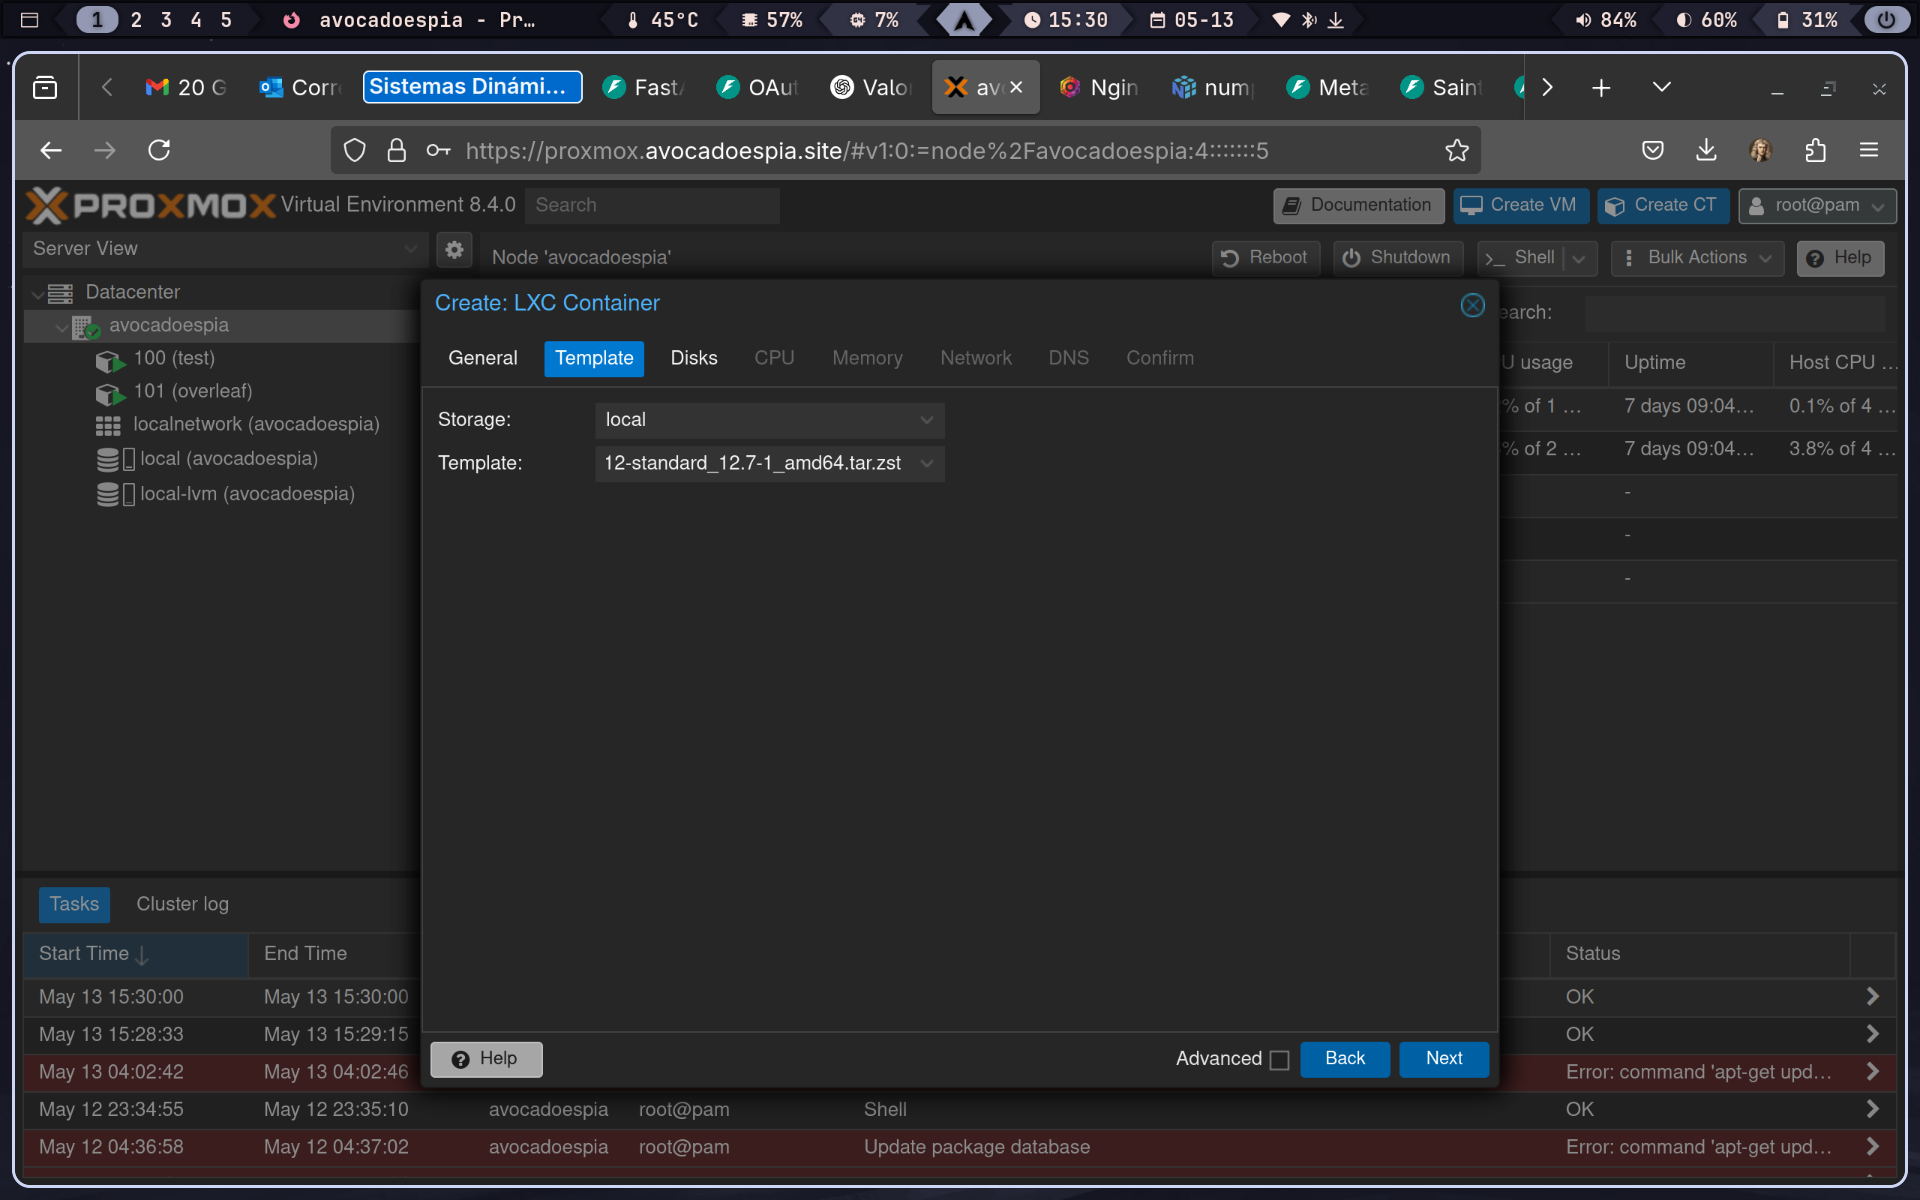 1 2 3 4 5 avocadoespia - Pr... 45°C 57% 7% 15:30 05-13 84% 60% 31%
20 G Corre Sistemas Dinámi... FastA OAut Valo av Ngin num Meta Saint
https://proxmox.avocadoespia.site/#v1:0:=node%2Favocadoespia:4:::::::5
PROXMOX Virtual Environment 8.4.0 Search Documentation Create VM Create CT root@pam
Server View Node 'avocadoespia' Reboot Shutdown Shell Bulk Actions Help
Datacenter
avocadoespia
100 (test)
101 (overleaf)
localnetwork (avocadoespia)
local (avocadoespia)
local-lvm (avocadoespia)
earch:
U usage Uptime Host CPU ...
% of 1 ... 7 days 09:04... 0.1% of 4 ...
% of 2 ... 7 days 09:04... 3.8% of 4 ...
-
-
-
Create: LXC Container
General Template Disks CPU Memory Network DNS Confirm
Storage: local
Template: 12-standard_12.7-1_amd64.tar.zst
Help Advanced Back Next
Tasks Cluster log
Start Time End Time Status
May 13 15:30:00 May 13 15:30:00 OK
May 13 15:28:33 May 13 15:29:15 OK
May 13 04:02:42 May 13 04:02:46 Error: command 'apt-get upd...
May 12 23:34:55 May 12 23:35:10 avocadoespia root@pam Shell OK
May 12 04:36:58 May 12 04:37:02 avocadoespia root@pam Update package database Error: command 'apt-get upd...